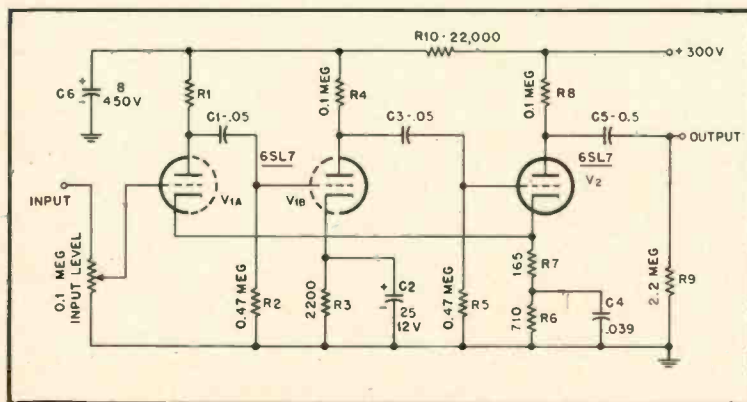 R10 - 22,000
+ 300V
C6
+
-
8
450V
R1
0.1 MEG
R4
0.1 MEG
R8
C1-.05
C3-.05
C5-0.5
OUTPUT
6SL7
6SL7
INPUT
V1A
V1B
V2
0.1 MEG
INPUT LEVEL
0.47 MEG
R2
2200
R3
+
-
C2
25
12V
0.47 MEG
R5
165
R7
710
R6
C4
.039
2.2 MEG
R9